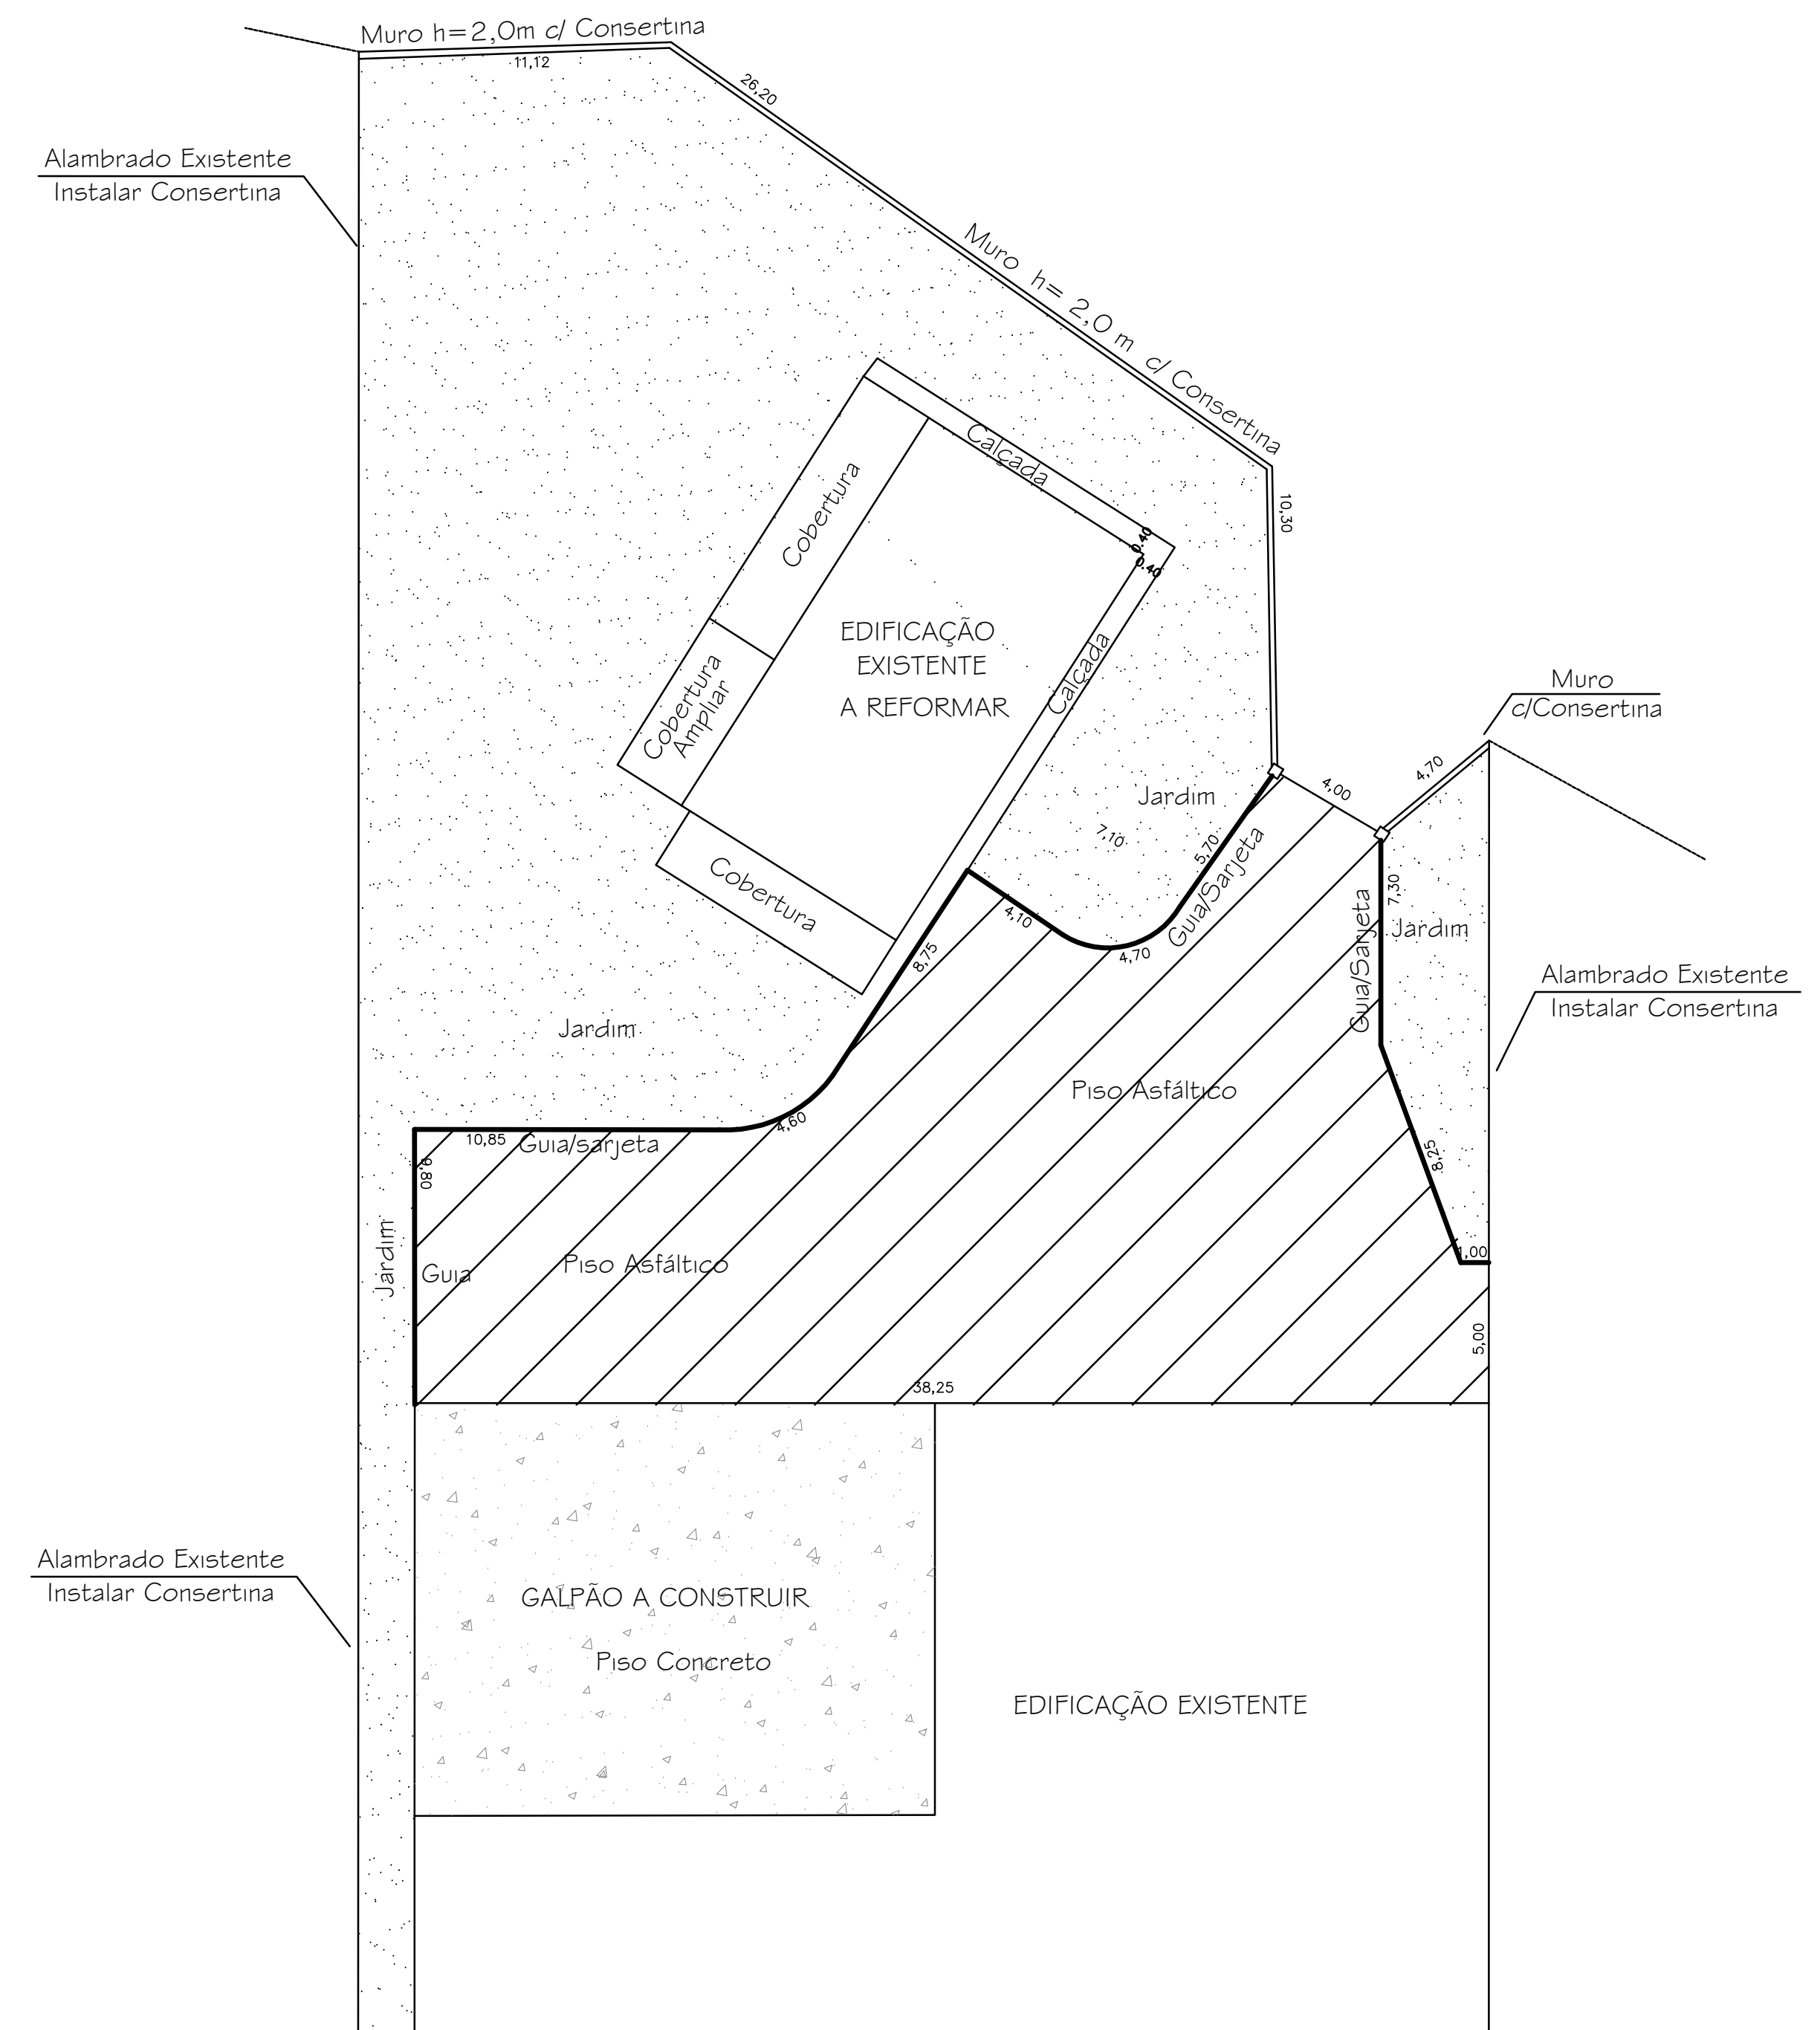 Muro h=2,0m c/ Consertina
11,12
26,20
Alambrado Existente
Instalar Consertina
Muro h= 2,0 m c/ Consertina
10,30
Calçada
0.40
0.40
Cobertura
EDIFICAÇÃO
EXISTENTE
A REFORMAR
Calçada
Cobertura
Ampliar
Muro
c/Consertina
4,70
4,00
Jardim
7,10
5,70
Guia/Sarjeta
Cobertura
4,10
4,70
8,75
7,30
Guia/Sarjeta
Jardim
Alambrado Existente
Instalar Consertina
Jardim
Piso Asfáltico
4,60
10,85
Guia/sarjeta
9,80
8,25
Jardim
Guia
Piso Asfáltico
1,00
5,00
38,25
Alambrado Existente
Instalar Consertina
GALPÃO A CONSTRUIR
Piso Concreto
EDIFICAÇÃO EXISTENTE